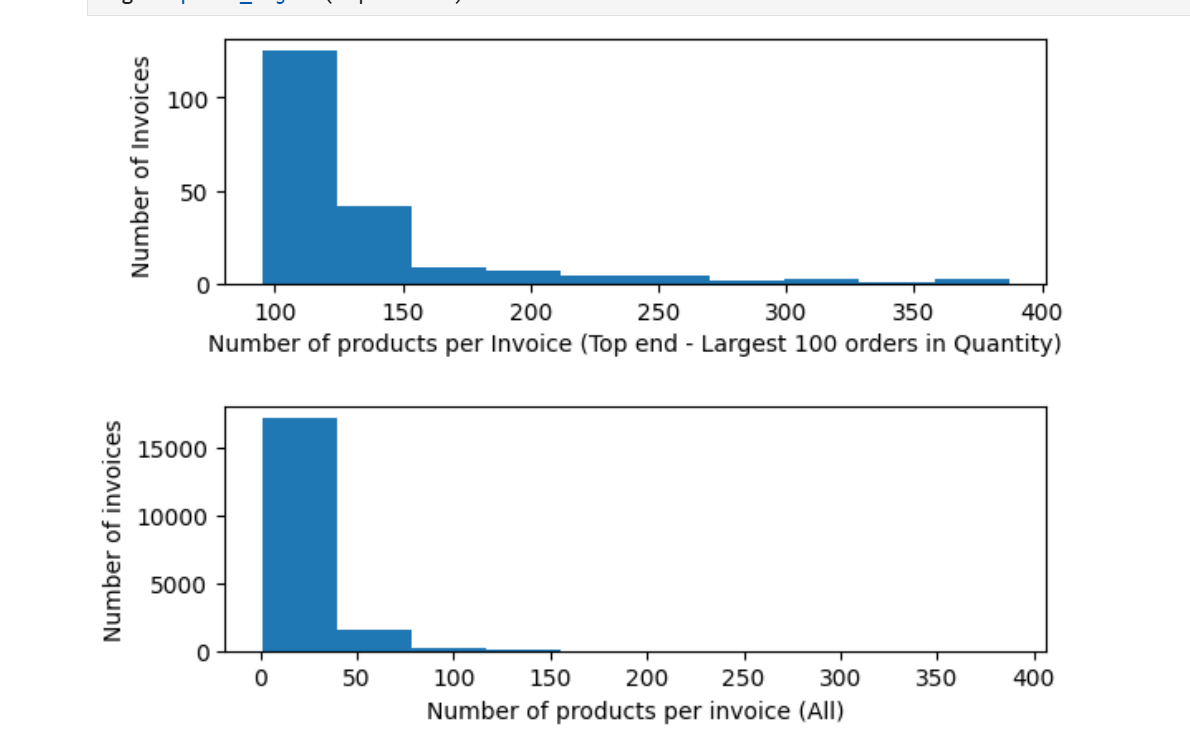 Number of Invoices
100
50
0
100 150 200 250 300 350 400
Number of products per Invoice (Top end - Largest 100 orders in Quantity)
Number of invoices
15000
10000
5000
0
0 50 100 150 200 250 300 350 400
Number of products per invoice (All)